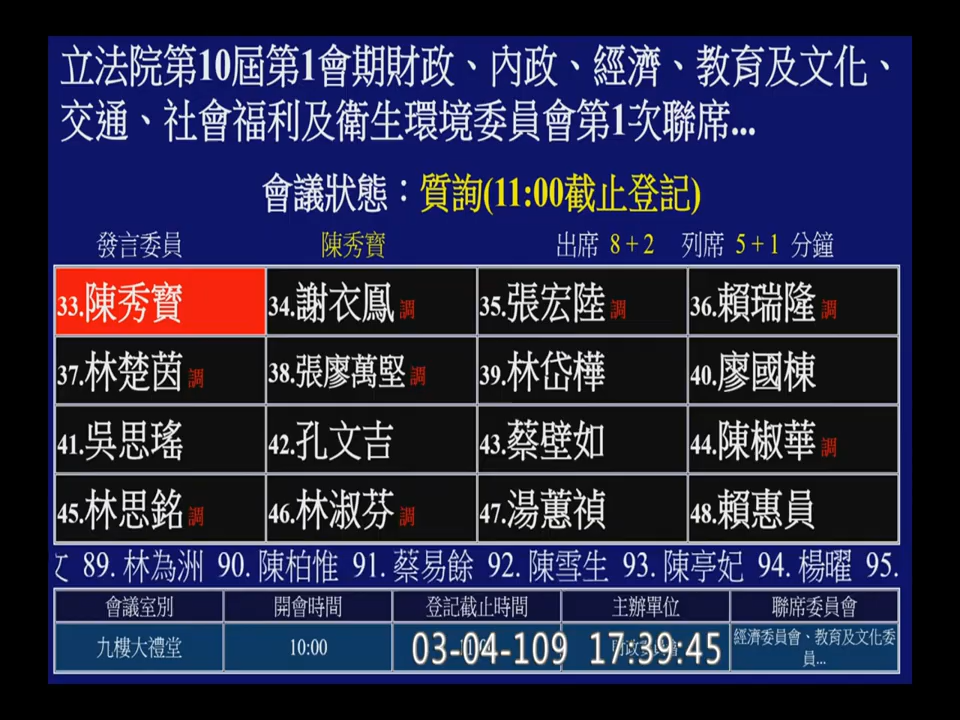 立法院第10屆第1會期財政、內政、經濟、教育及文化、
交通、社會福利及衛生環境委員會第1次聯席...
會議狀態：質詢(11:00截止登記)
發言委員 陳秀寳 出席 8 + 2 列席 5 + 1 分鐘
33.陳秀寳 34.謝衣鳯調 35.張宏陸調 36.賴瑞隆調
37.林楚茵調 38.張廖萬堅調 39.林岱樺 40.廖國棟
41.吳思瑤 42.孔文吉 43.蔡壁如 44.陳椒華調
45.林思銘調 46.林淑芬調 47.湯蕙禎 48.賴惠員
89. 林為洲 90. 陳柏惟 91. 蔡易餘 92. 陳雪生 93. 陳亭妃 94. 楊曜 95.
會議室別 開會時間 登記截止時間 主辦單位 聯席委員會
九樓大禮堂 10:00 03-04-109 17:39:45 經濟委員會、教育及文化委
員...